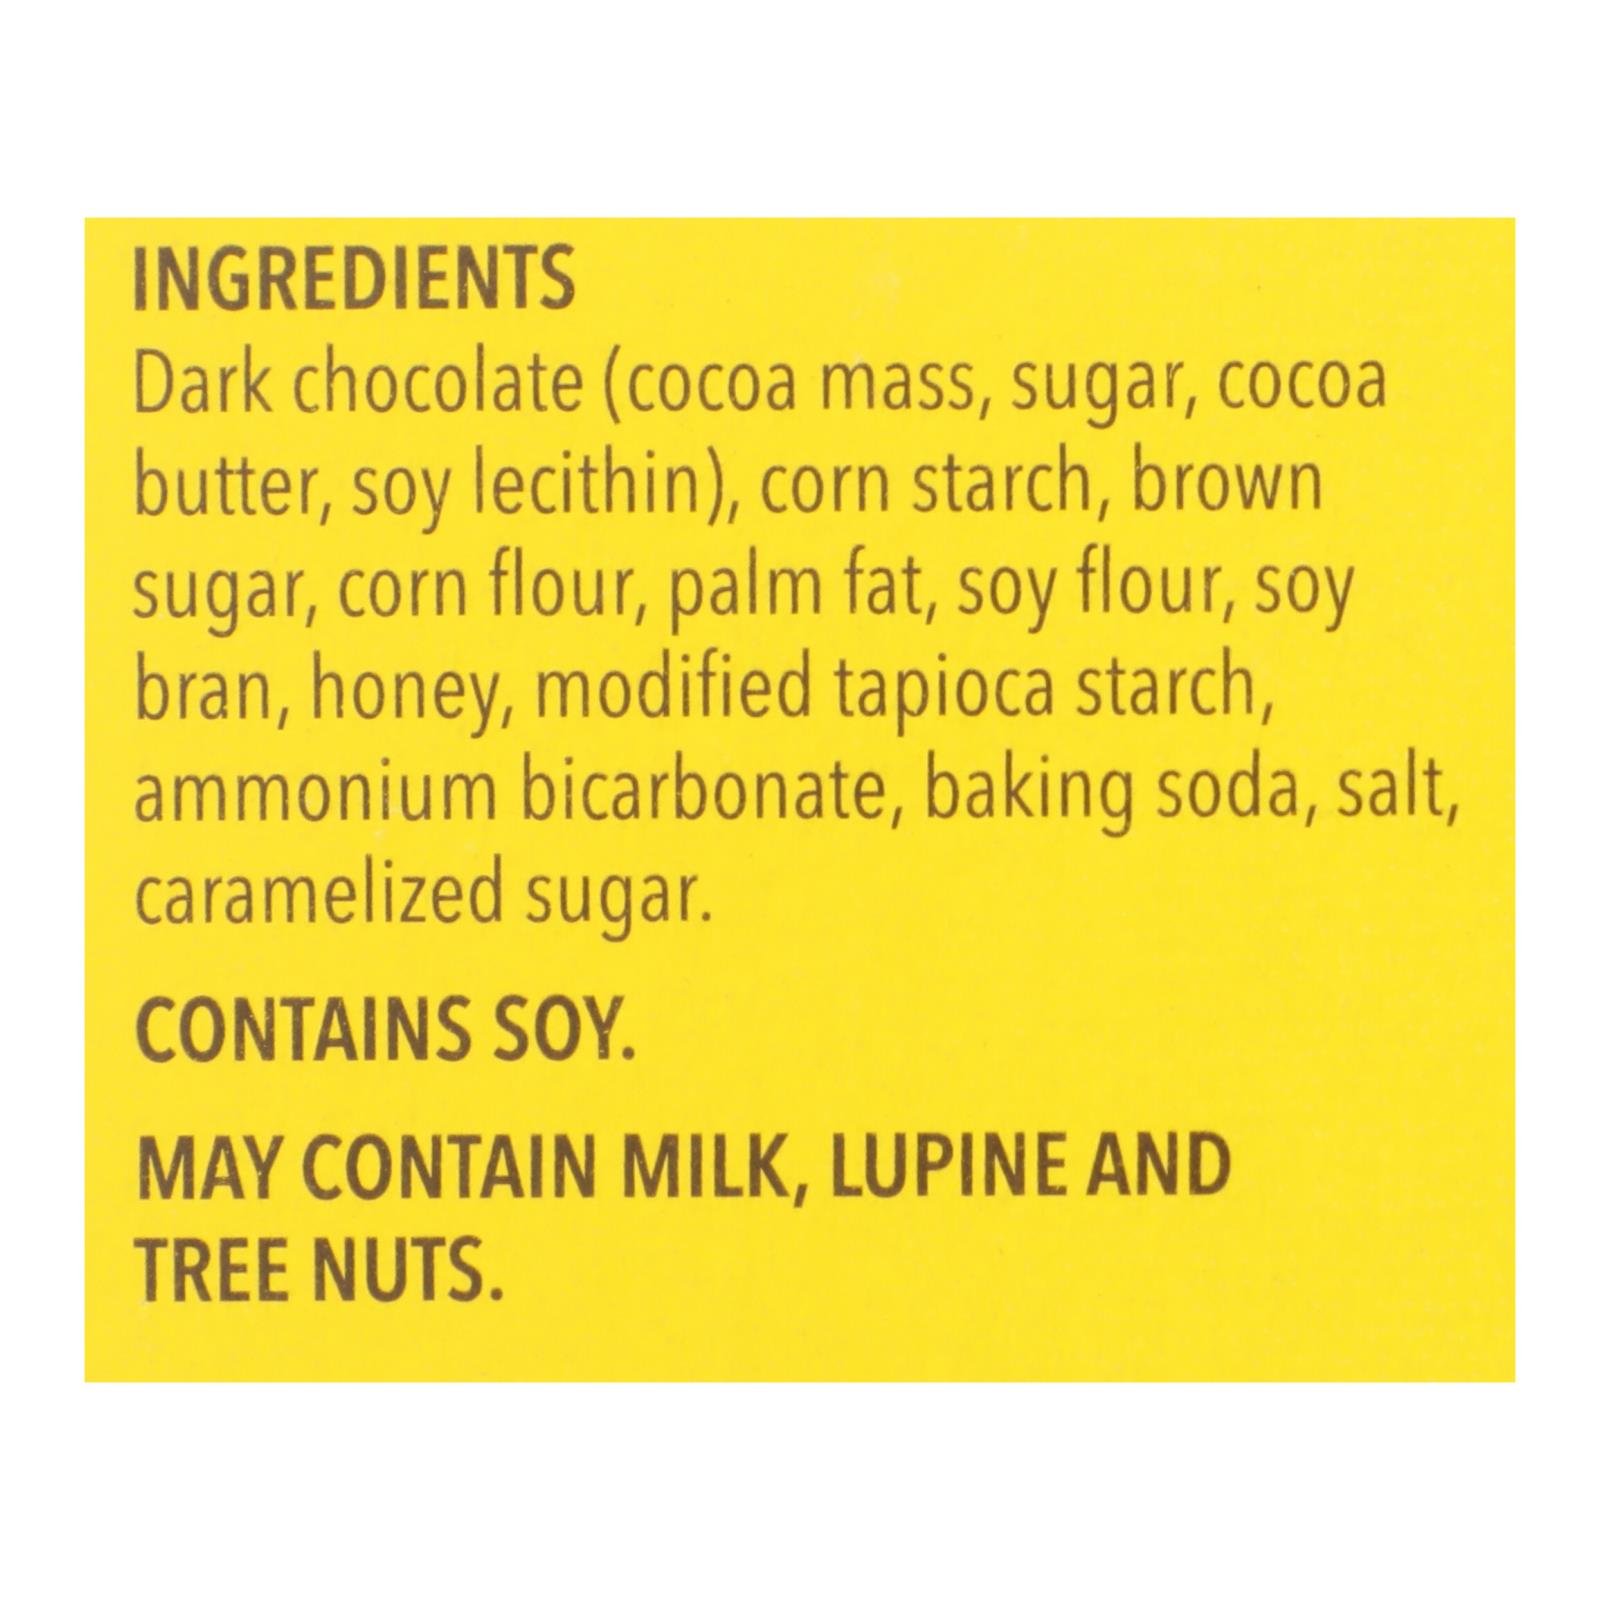 INGREDIENTS
Dark chocolate (cocoa mass, sugar, cocoa
butter, soy lecithin), corn starch, brown
sugar, corn flour, palm fat, soy flour, soy
bran, honey, modified tapioca starch,
ammonium bicarbonate, baking soda, salt,
caramelized sugar.
CONTAINS SOY.
MAY CONTAIN MILK, LUPINE AND
TREE NUTS.